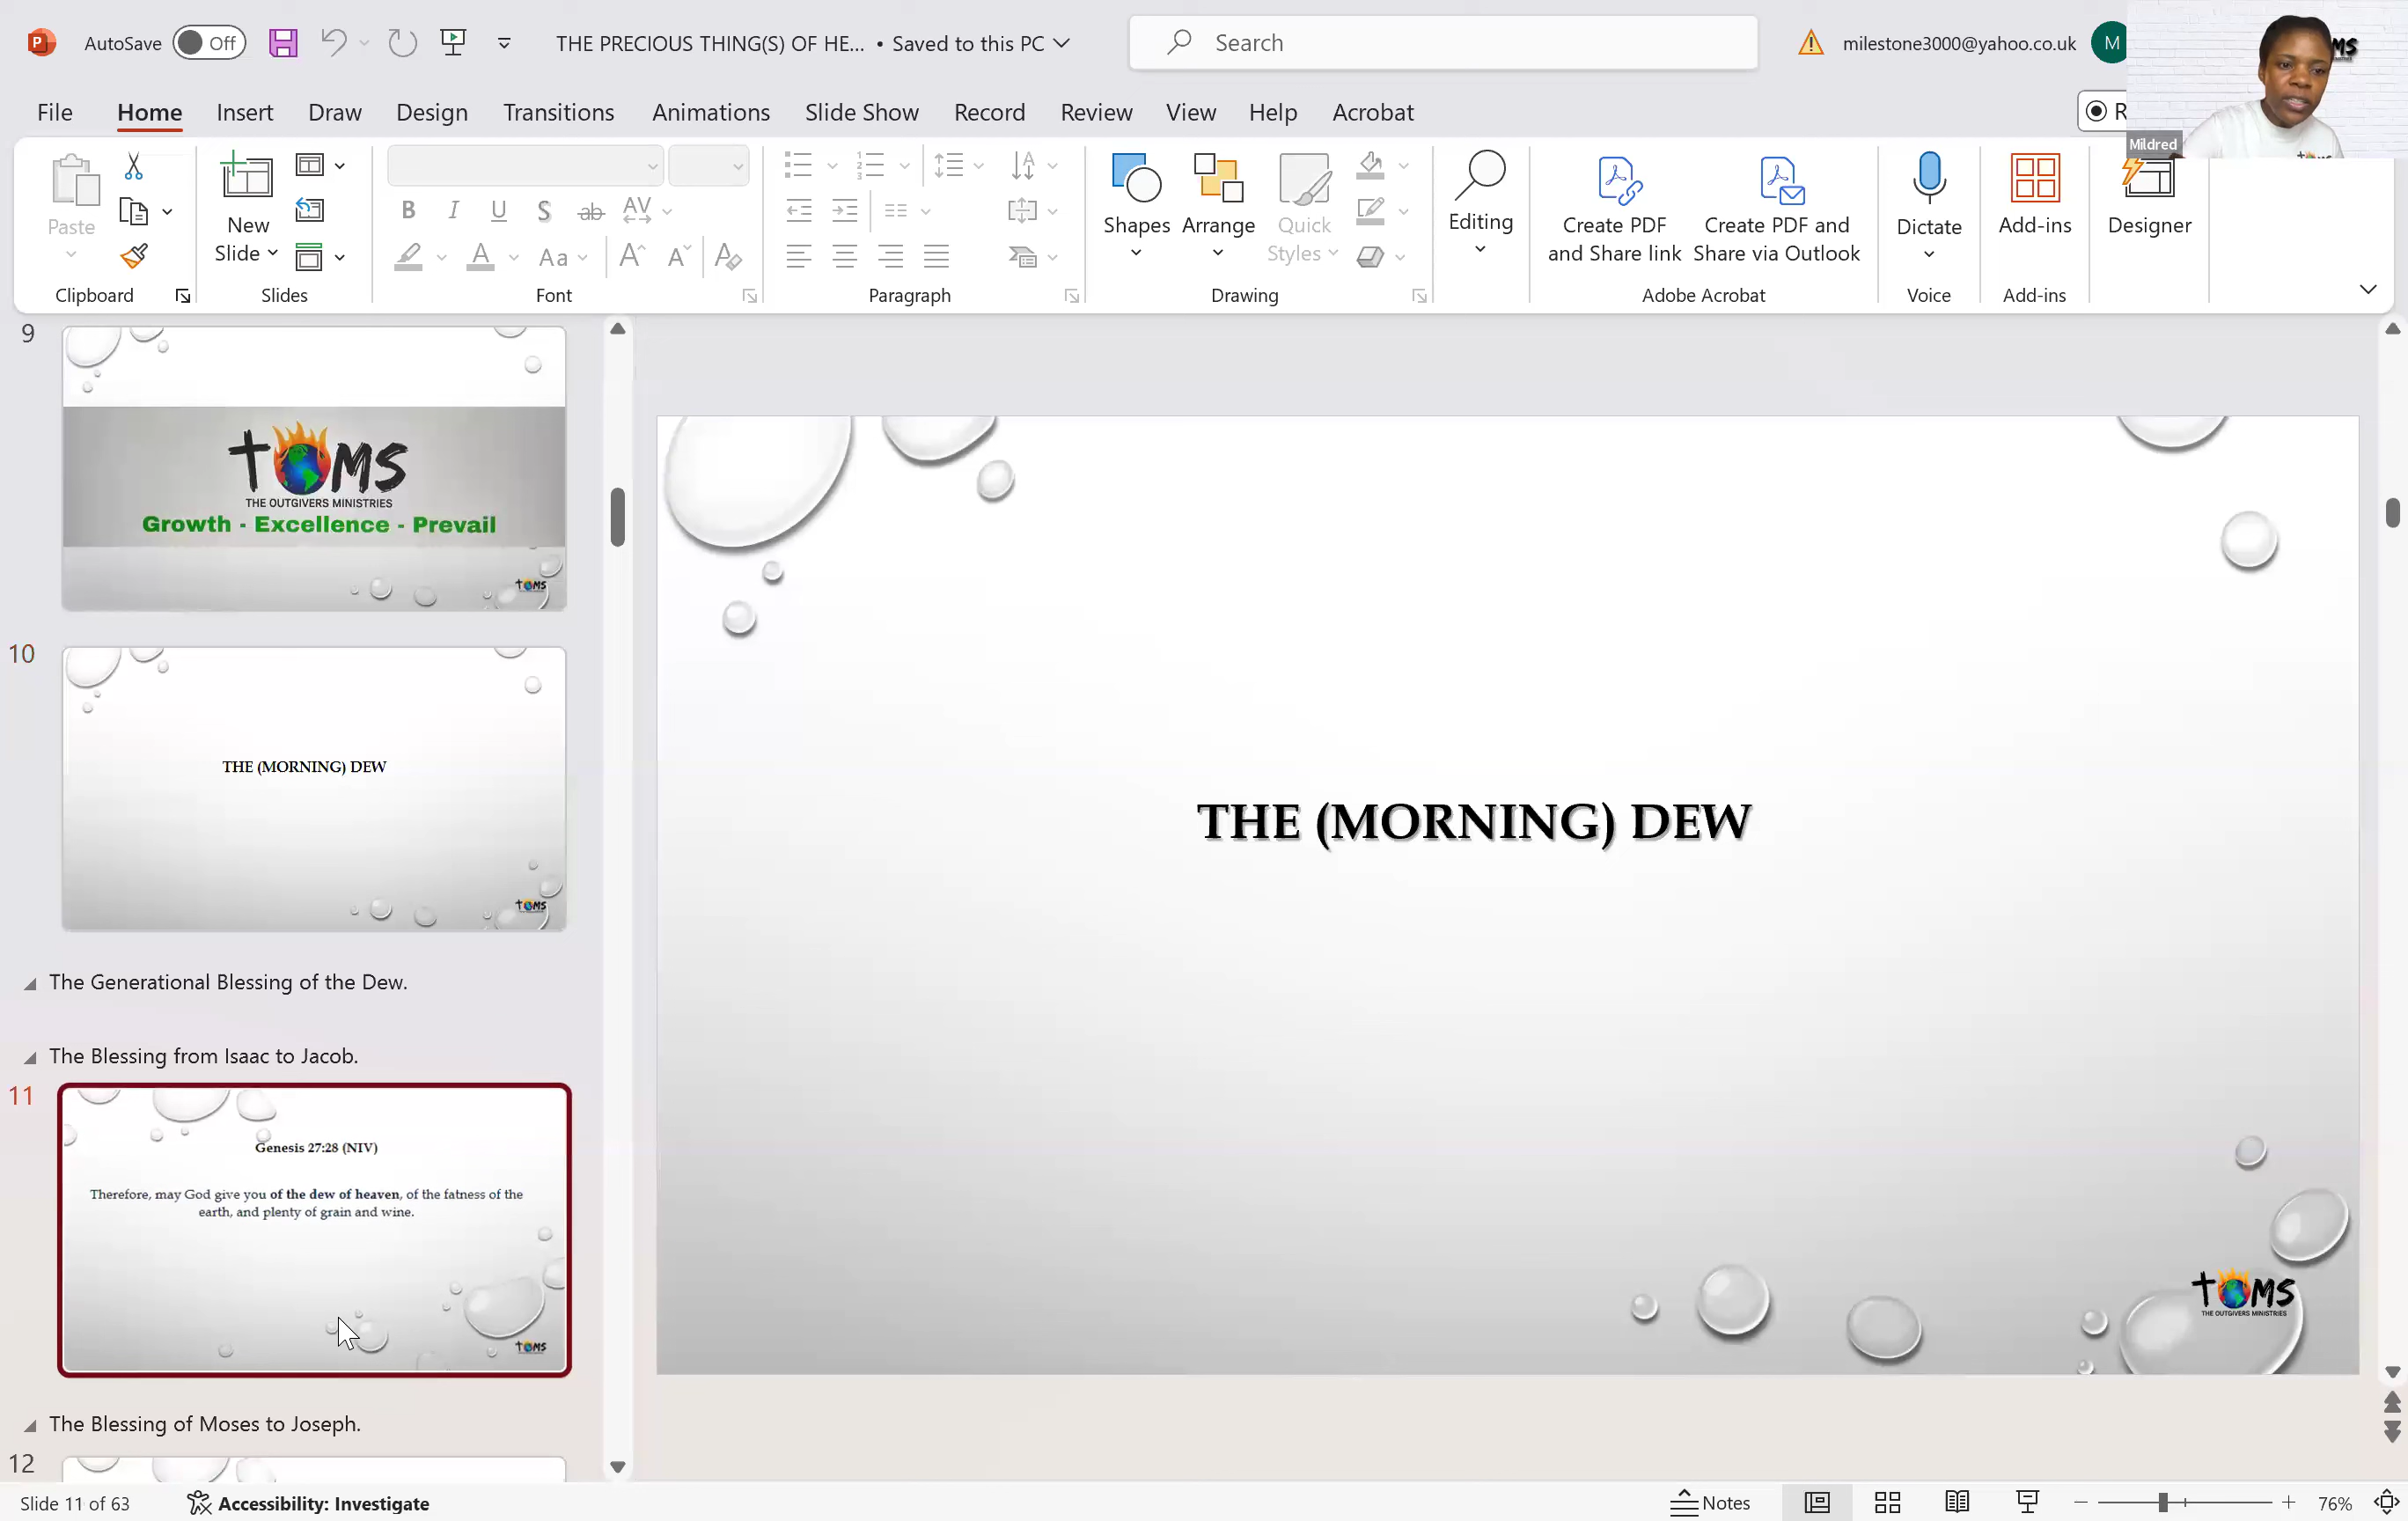 AutoSave Off THE PRECIOUS THING(S) OF HE... • Saved to this PC Search milestone3000@yahoo.co.uk M
File Home Insert Draw Design Transitions Animations Slide Show Record Review View Help Acrobat
Mildred
Paste
New
Slide
B I U S ab AV
Aa A A
Shapes
Arrange
Quick
Styles
Editing
Create PDF
and Share link
Create PDF and
Share via Outlook
Dictate
Add-ins
Designer
Clipboard Slides Font Paragraph Drawing Adobe Acrobat Voice Add-ins
9
TOMS
THE OUTGIVERS MINISTRIES
Growth - Excellence - Prevail
TOMS
10
THE (MORNING) DEW
TOMS
The Generational Blessing of the Dew.
The Blessing from Isaac to Jacob.
11
Genesis 27:28 (NIV)
Therefore, may God give you of the dew of heaven, of the fatness of the
earth, and plenty of grain and wine.
TOMS
The Blessing of Moses to Joseph.
12
THE (MORNING) DEW
TOMS
THE OUTGIVERS MINISTRIES
Slide 11 of 63 Accessibility: Investigate Notes 76%